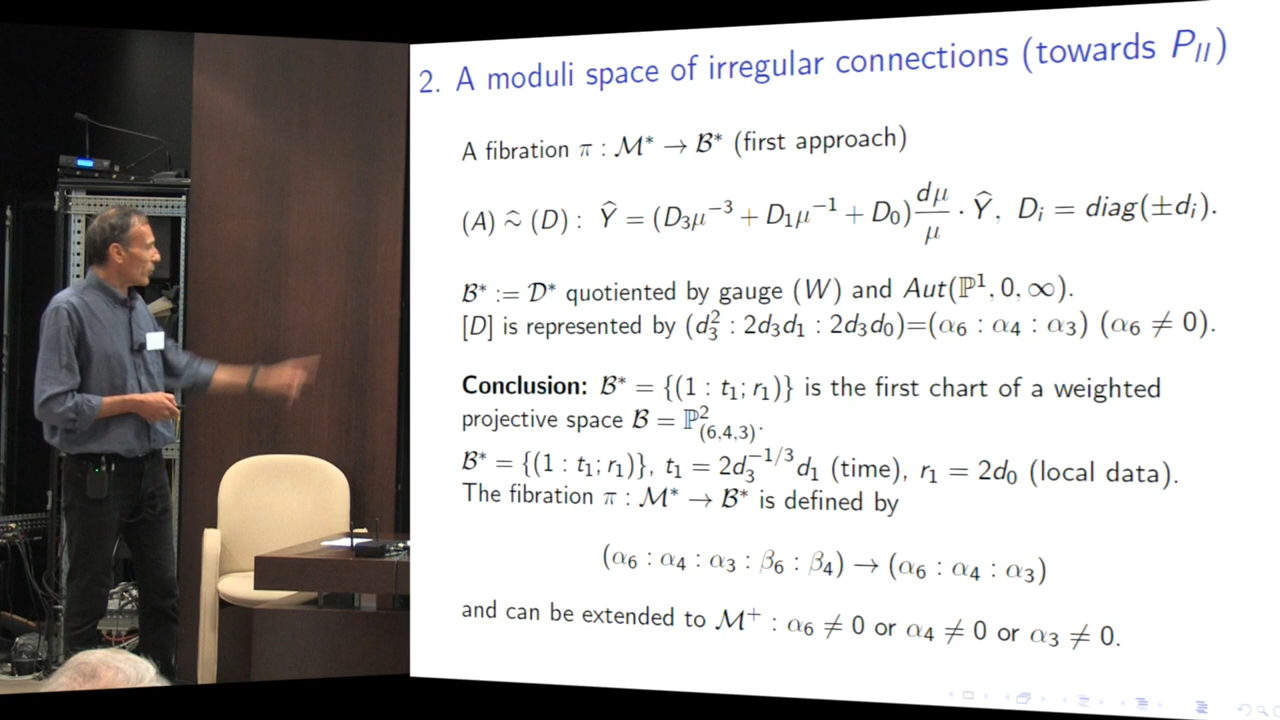 2. A moduli space of irregular connections (towards P_{II})
A fibration π : M* → B* (first approach)
(A) ≏ (D) : Ŷ = (D₃μ⁻³ + D₁μ⁻¹ + D₀) dμ/μ · Ŷ, Dᵢ = diag(±dᵢ).
B* := D* quotiented by gauge (W) and Aut(ℙ¹, 0, ∞).
[D] is represented by (d₃² : 2d₃d₁ : 2d₃d₀)=(α₆ : α₄ : α₃) (α₆ ≠ 0).
Conclusion: B* = {(1 : t₁; r₁)} is the first chart of a weighted
projective space B = ℙ²_{(6,4,3)}.
B* = {(1 : t₁; r₁)}, t₁ = 2d₃^{−1/3}d₁ (time), r₁ = 2d₀ (local data).
The fibration π : M* → B* is defined by
(α₆ : α₄ : α₃ : β₆ : β₄) → (α₆ : α₄ : α₃)
and can be extended to M⁺ : α₆ ≠ 0 or α₄ ≠ 0 or α₃ ≠ 0.